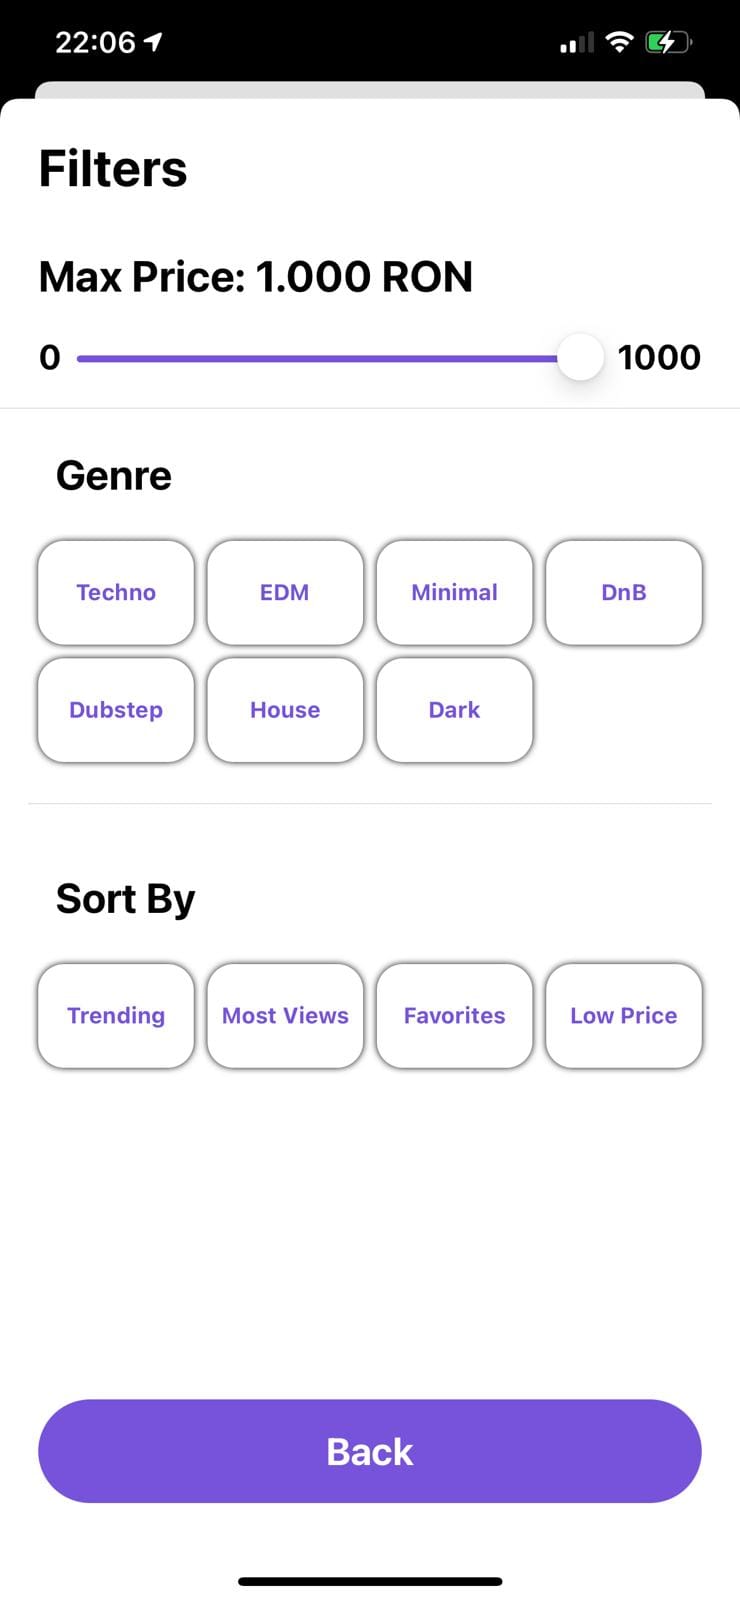 22:06
Filters
Max Price: 1.000 RON
0 1000
Genre
Techno EDM Minimal DnB
Dubstep House Dark
Sort By
Trending Most Views Favorites Low Price
Back